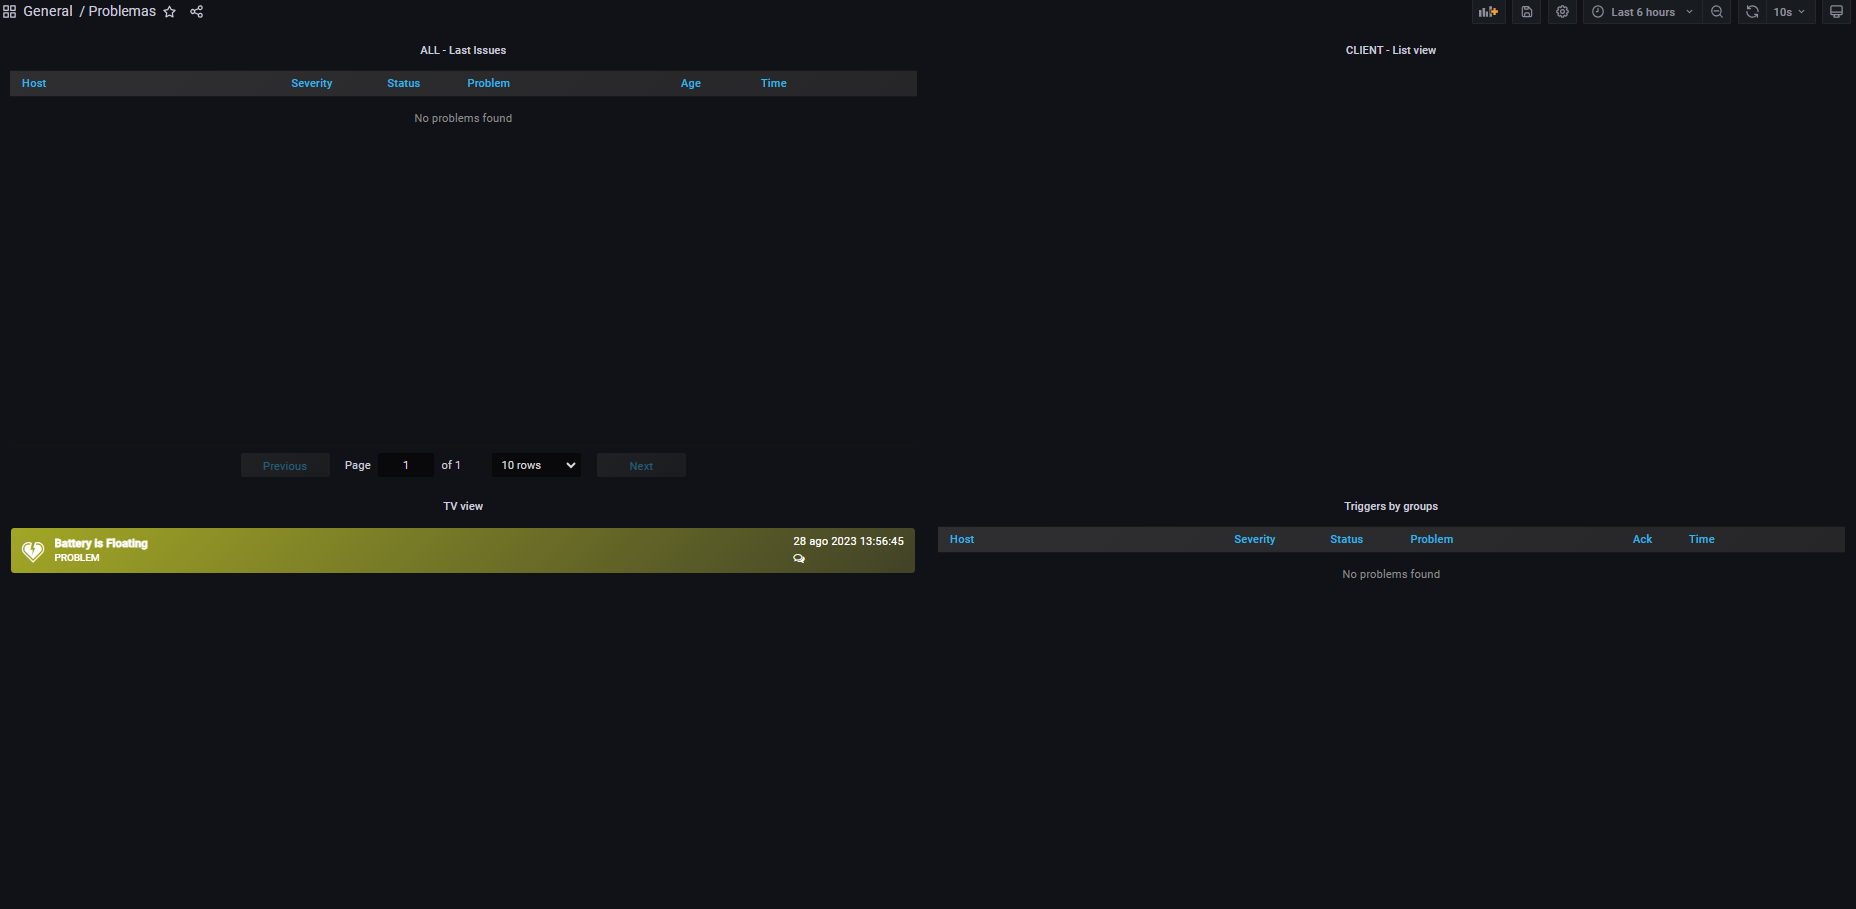 General / Problemas
Last 6 hours
10s
ALL - Last Issues
Host Severity Status Problem Age Time
No problems found
Previous Page 1 of 1 10 rows Next
CLIENT - List view
TV view
Battery is Floating
PROBLEM
28 ago 2023 13:56:45
Triggers by groups
Host Severity Status Problem Ack Time
No problems found